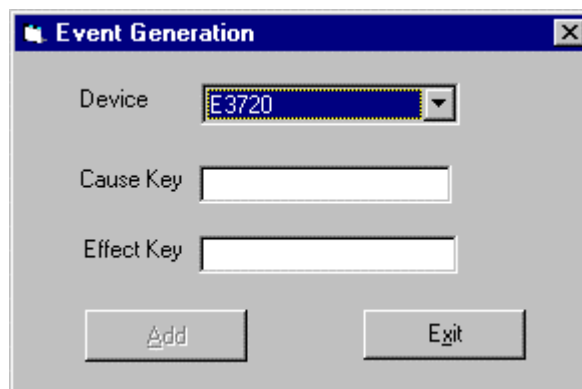 Event Generation
Device E3720
Cause Key
Effect Key
Add Exit